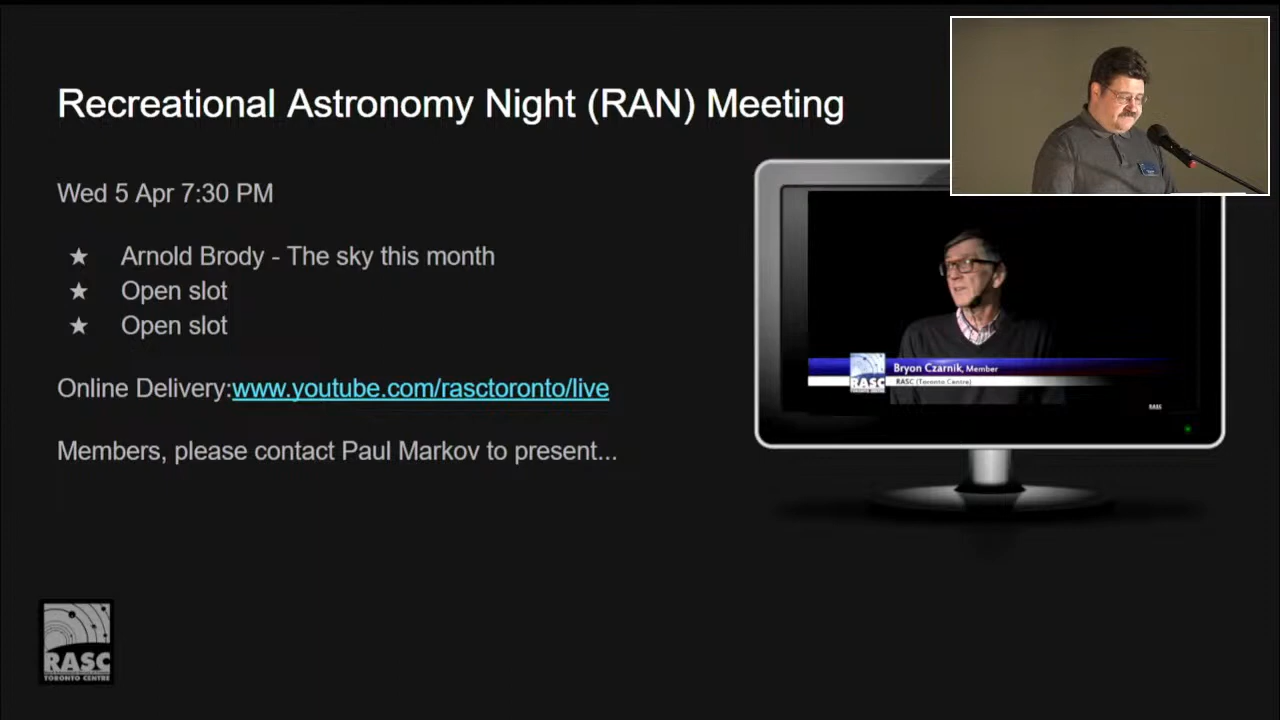 Recreational Astronomy Night (RAN) Meeting
Wed 5 Apr 7:30 PM
★ Arnold Brody - The sky this month
★ Open slot
★ Open slot
Online Delivery:www.youtube.com/rasctoronto/live
Members, please contact Paul Markov to present...
Bryon Czarnik, Member
RASC (Toronto Centre)
RASC
RASC
RASC
TORONTO CENTRE